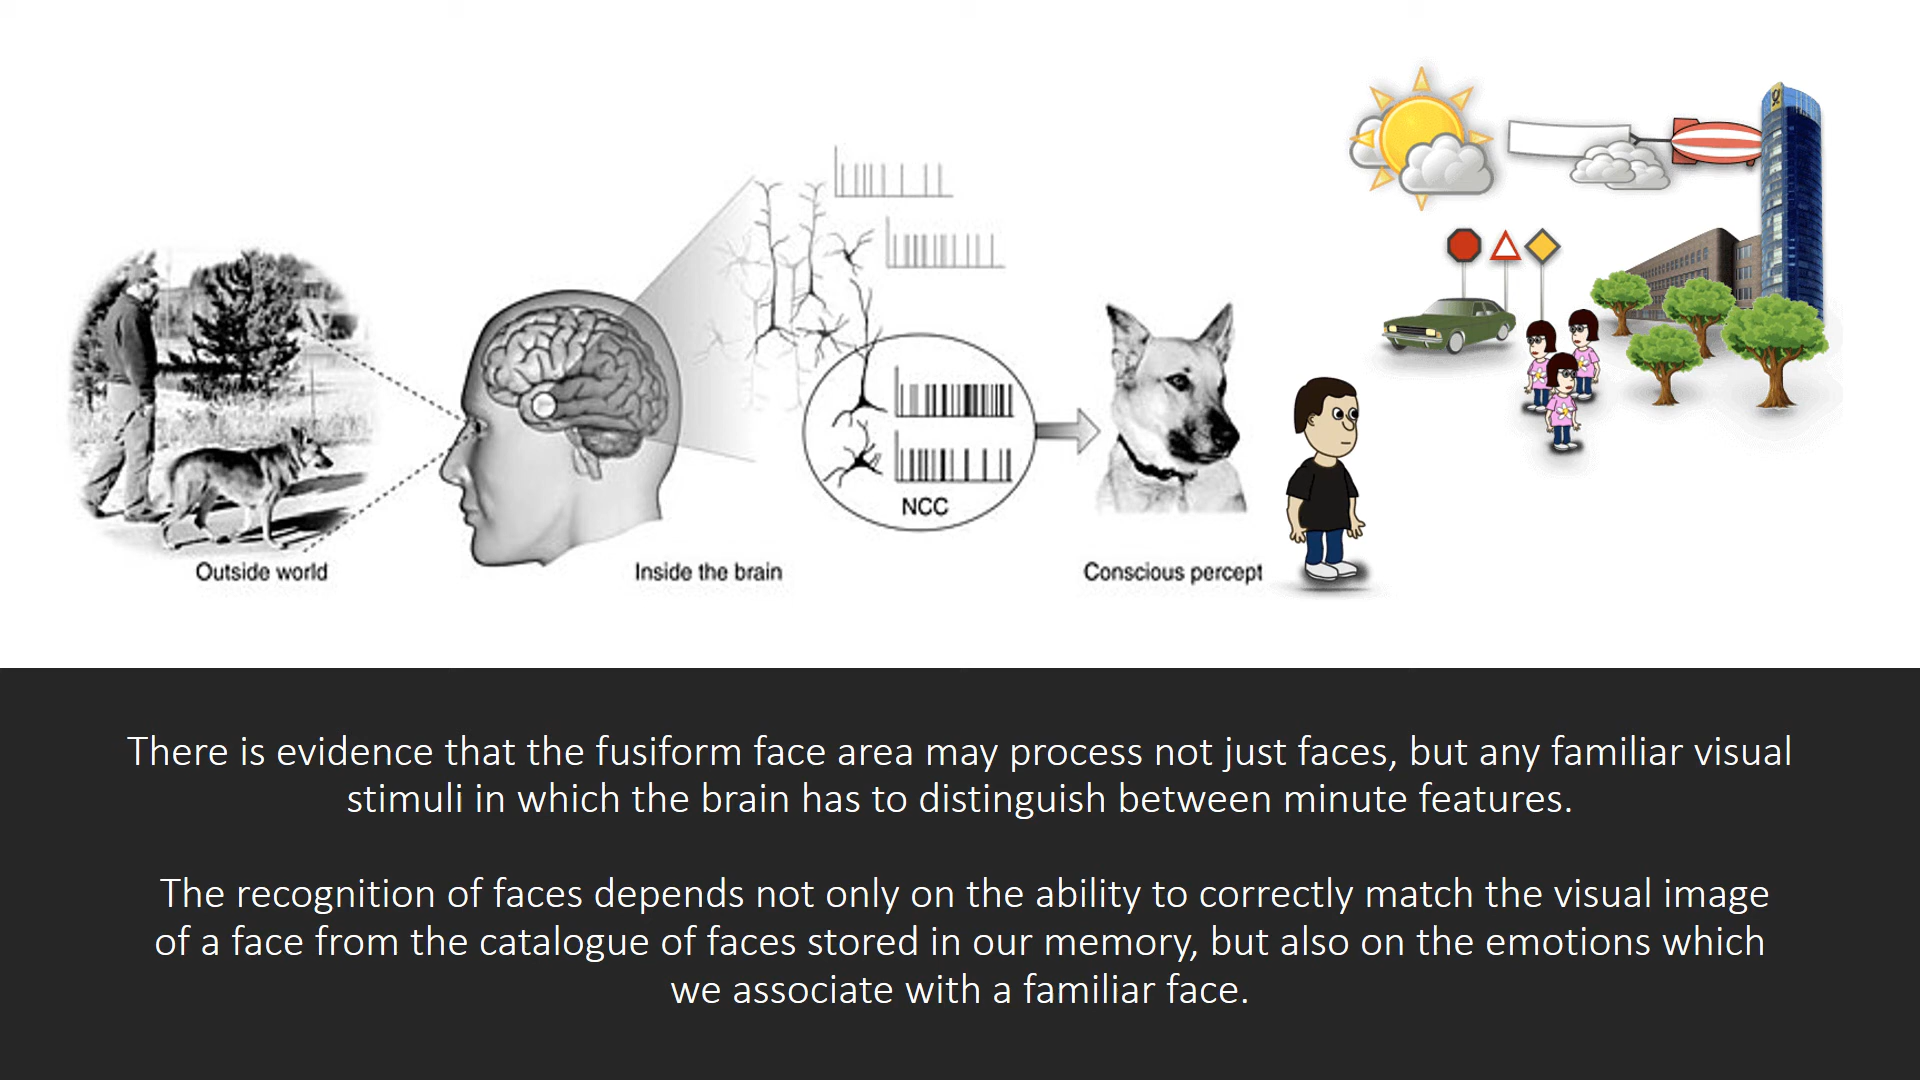 NCC
Outside world
Inside the brain
Conscious percept
There is evidence that the fusiform face area may process not just faces, but any familiar visual
stimuli in which the brain has to distinguish between minute features.
The recognition of faces depends not only on the ability to correctly match the visual image
of a face from the catalogue of faces stored in our memory, but also on the emotions which
we associate with a familiar face.